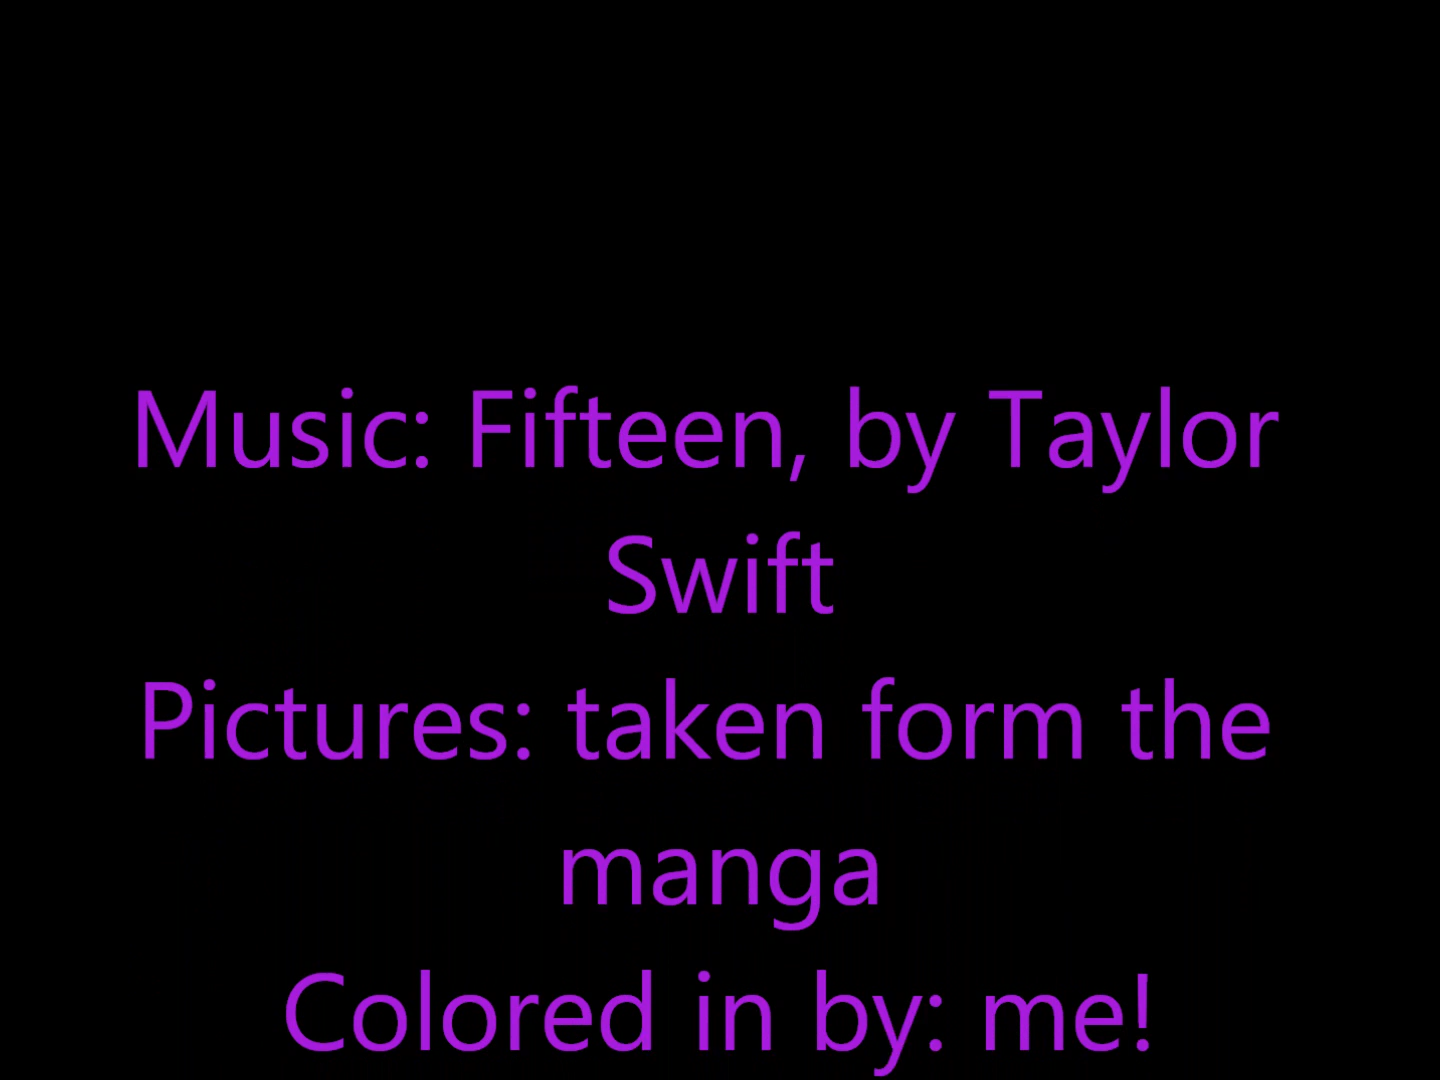 Music: Fifteen, by Taylor
Swift
Pictures: taken form the
manga
Colored in by: me!